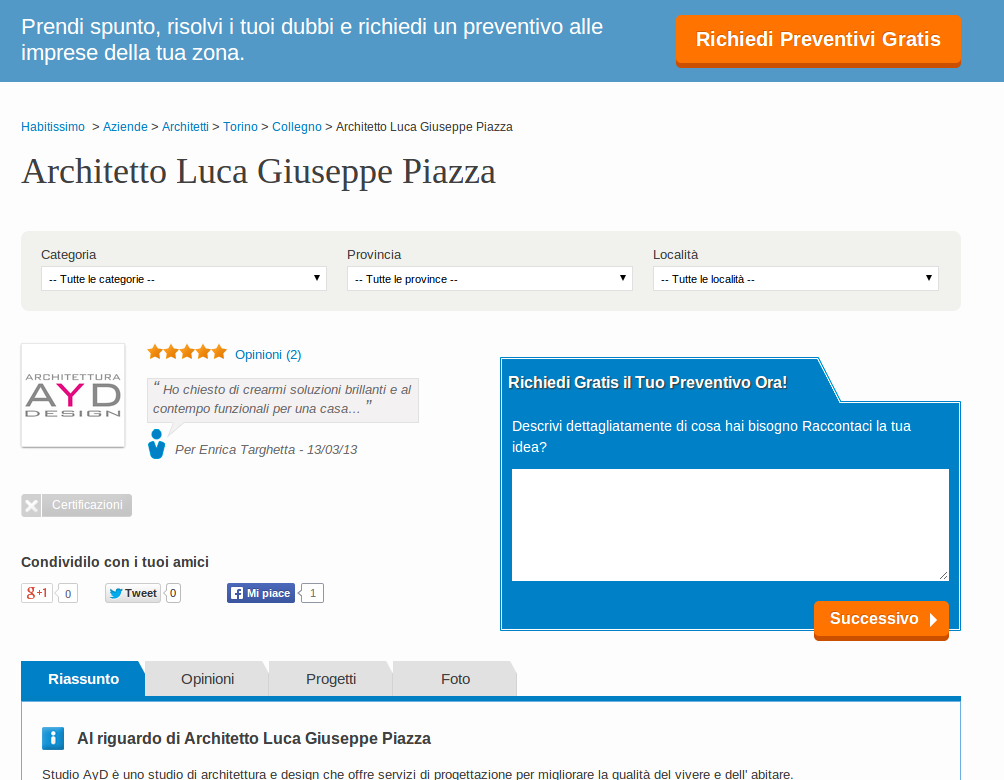 Prendi spunto, risolvi i tuoi dubbi e richiedi un preventivo alle
imprese della tua zona.
Richiedi Preventivi Gratis
Habitissimo > Aziende > Architetti > Torino > Collegno > Architetto Luca Giuseppe Piazza
Architetto Luca Giuseppe Piazza
Categoria
-- Tutte le categorie --
Provincia
-- Tutte le province --
Località
-- Tutte le località --
ARCHITETTURA
AYD
DESIGN
Opinioni (2)
“ Ho chiesto di crearmi soluzioni brillanti e al
contempo funzionali per una casa… ”
Per Enrica Targhetta - 13/03/13
Certificazioni
Condividilo con i tuoi amici
g+1 0
Tweet 0
Mi piace 1
Richiedi Gratis il Tuo Preventivo Ora!
Descrivi dettagliatamente di cosa hai bisogno Raccontaci la tua
idea?
Successivo
Riassunto Opinioni Progetti Foto
Al riguardo di Architetto Luca Giuseppe Piazza
Studio AyD è uno studio di architettura e design che offre servizi di progettazione per migliorare la qualità del vivere e dell' abitare.